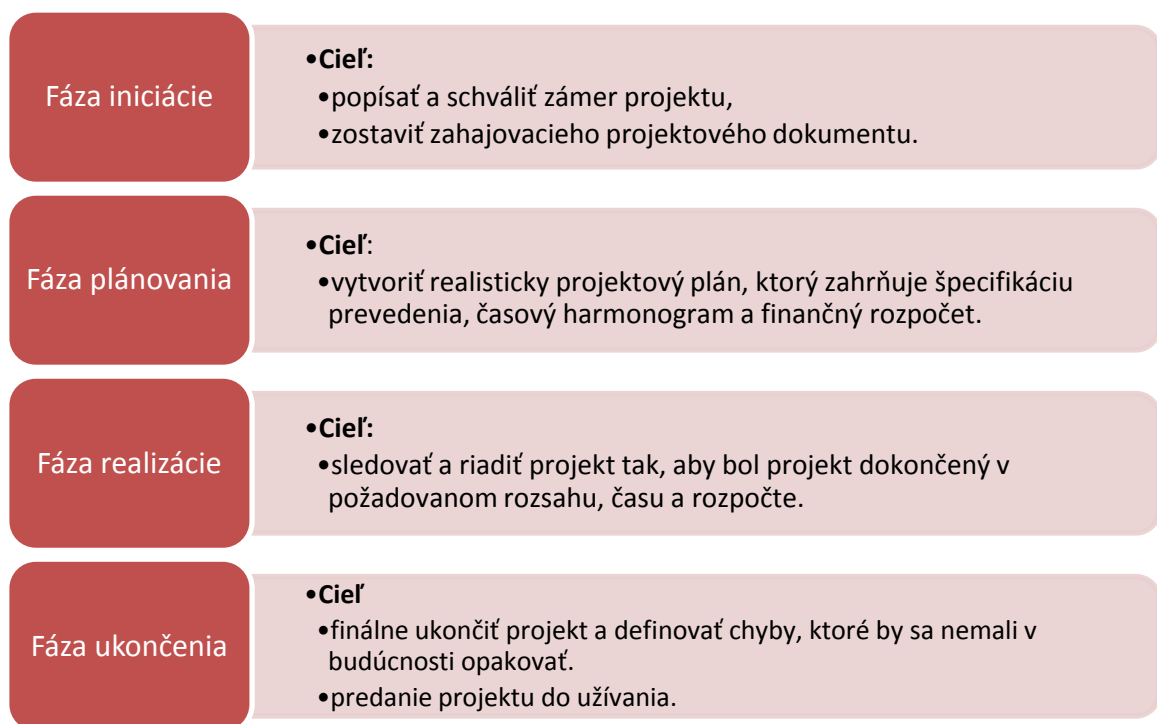 Fáza iniciácie
•Cieľ:
•popísať a schváliť zámer projektu,
•zostaviť zahajovacieho projektového dokumentu.
Fáza plánovania
•Cieľ:
•vytvoriť realisticky projektový plán, ktorý zahrňuje špecifikáciu
prevedenia, časový harmonogram a finančný rozpočet.
Fáza realizácie
•Cieľ:
•sledovať a riadiť projekt tak, aby bol projekt dokončený v
požadovanom rozsahu, času a rozpočte.
Fáza ukončenia
•Cieľ
•finálne ukončiť projekt a definovať chyby, ktoré by sa nemali v
budúcnosti opakovať.
•predanie projektu do užívania.